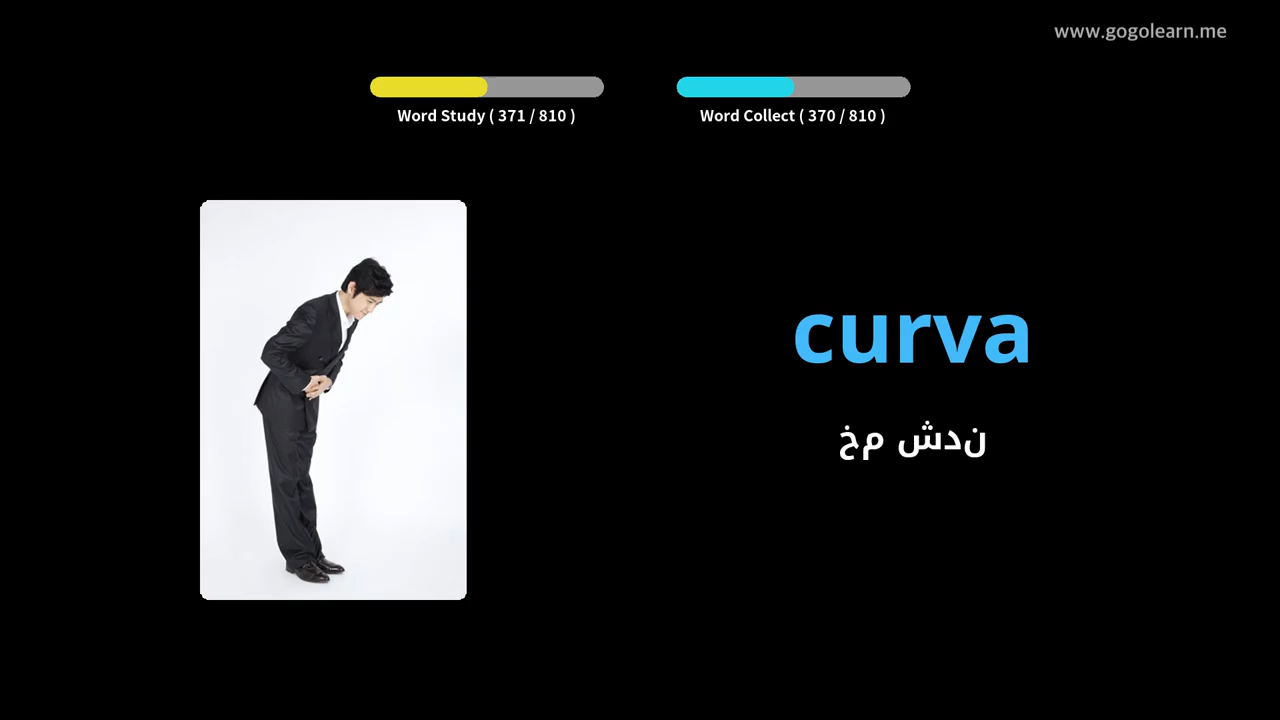 www.gogolearn.me
Word Study ( 371 / 810 )
Word Collect ( 370 / 810 )
curva
خم شدن